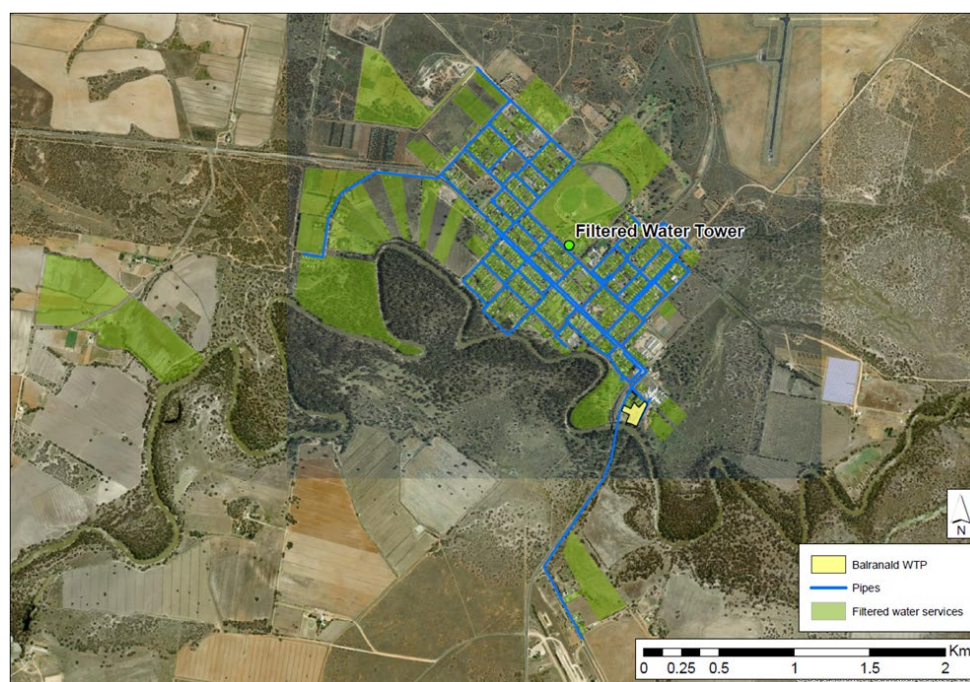 Filtered Water Tower
N
Balranald WTP
Pipes
Filtered water services
Km
0 0.25 0.5 1 1.5 2